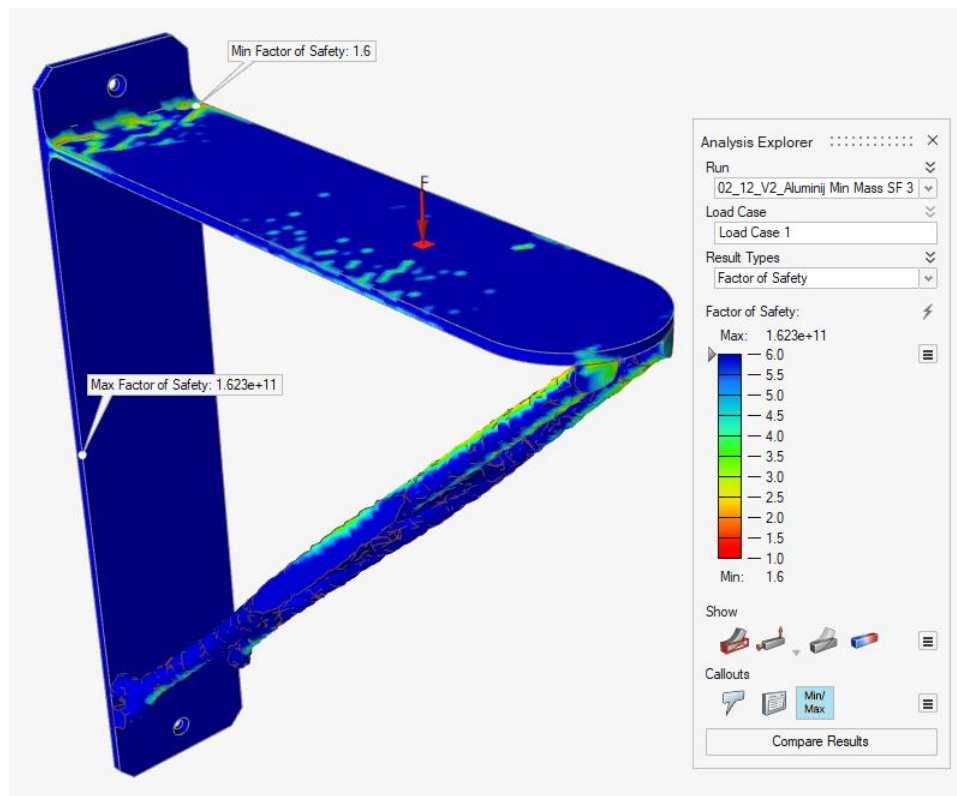 Min Factor of Safety: 1.6
F
Max Factor of Safety: 1.623e+11
Analysis Explorer
Run
02_12_V2_Aluminij Min Mass SF 3
Load Case
Load Case 1
Result Types
Factor of Safety
Factor of Safety:
Max: 1.623e+11
6.0
5.5
5.0
4.5
4.0
3.5
3.0
2.5
2.0
1.5
1.0
Min: 1.6
Show
Callouts
Min/
Max
Compare Results